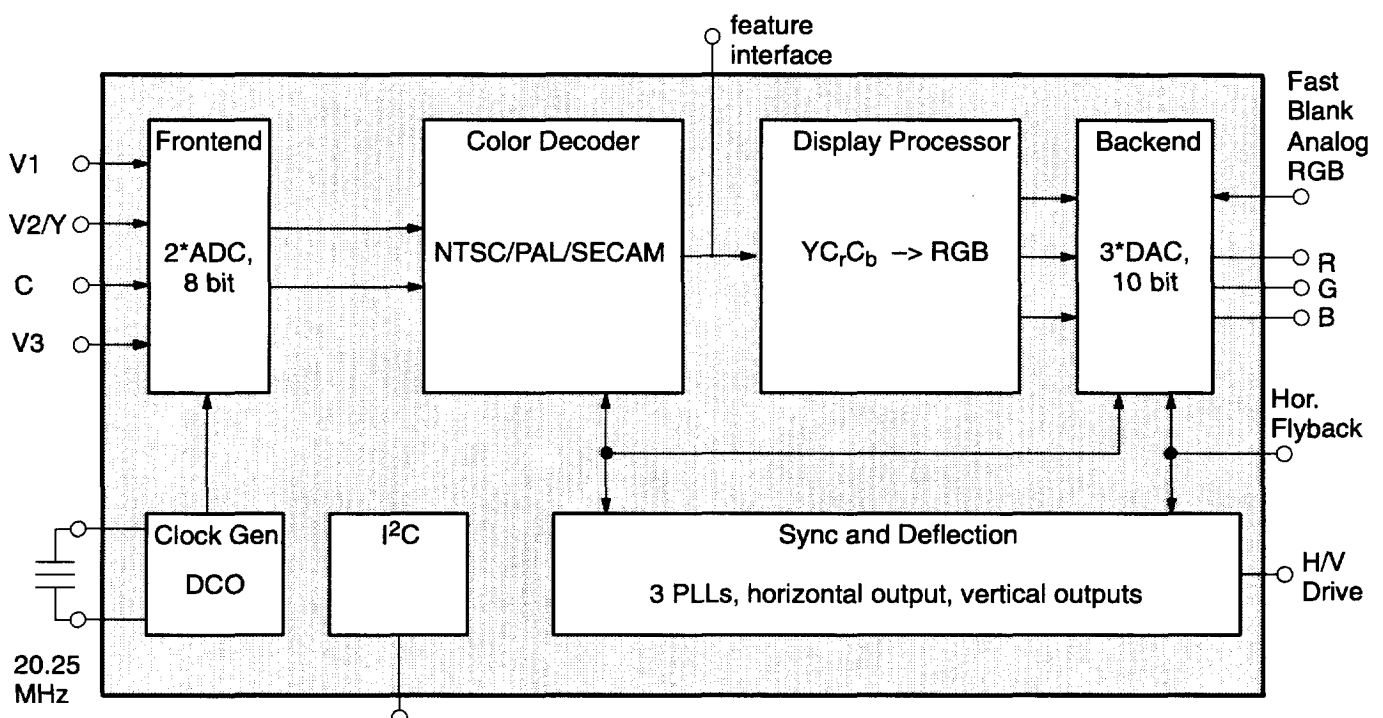 feature
interface
Fast
Blank
Analog
RGB
Frontend
Color Decoder
Display Processor
Backend
V1
V2/Y
C
V3
2*ADC,
8 bit
NTSC/PAL/SECAM
YCrCb –> RGB
3*DAC,
10 bit
R
G
B
Hor.
Flyback
Clock Gen
DCO
I²C
Sync and Deflection
3 PLLs, horizontal output, vertical outputs
H/V
Drive
20.25
MHz